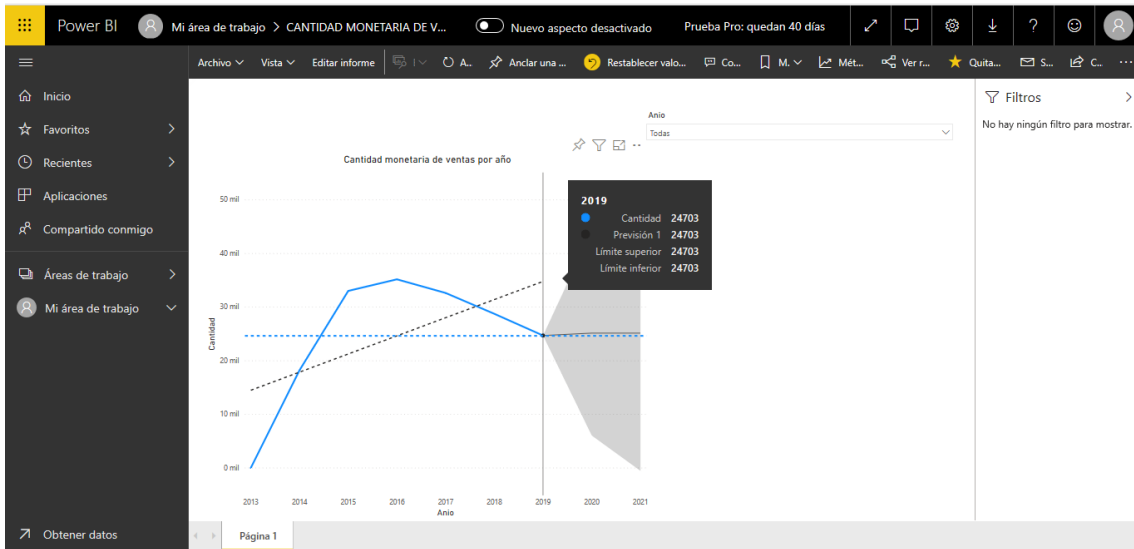 Power BI
Mi área de trabajo > CANTIDAD MONETARIA DE V...
Nuevo aspecto desactivado
Prueba Pro: quedan 40 días
Archivo
Vista
Editar informe
A..
Anclar una ...
Restablecer valo...
Co...
M.
Mét...
Ver r...
Quita...
S...
C..
...
Inicio
Favoritos
Recientes
Aplicaciones
Compartido conmigo
Áreas de trabajo
Mi área de trabajo
Obtener datos
Anio
Todas
Cantidad monetaria de ventas por año
50 mil
40 mil
30 mil
20 mil
10 mil
0 mil
Cantidad
2013 2014 2015 2016 2017 2018 2019 2020 2021
Anio
2019
Cantidad 24703
Previsión 1 24703
Límite superior 24703
Límite inferior 24703
Filtros
No hay ningún filtro para mostrar.
Página 1